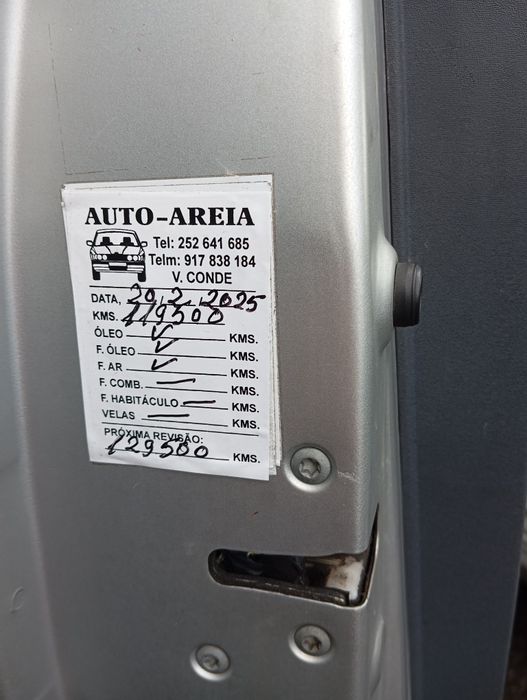 AUTO-AREIA
Tel: 252 641 685
Telm: 917 838 184
V. CONDE
DATA, 20,2,2025
KMS. 119500
ÓLEO ✓ KMS.
F. ÓLEO ✓ KMS.
F. AR ✓ KMS.
F. COMB. — KMS.
F. HABITÁCULO — KMS.
VELAS — KMS.
PRÓXIMA REVISÃO:
129500 KMS.